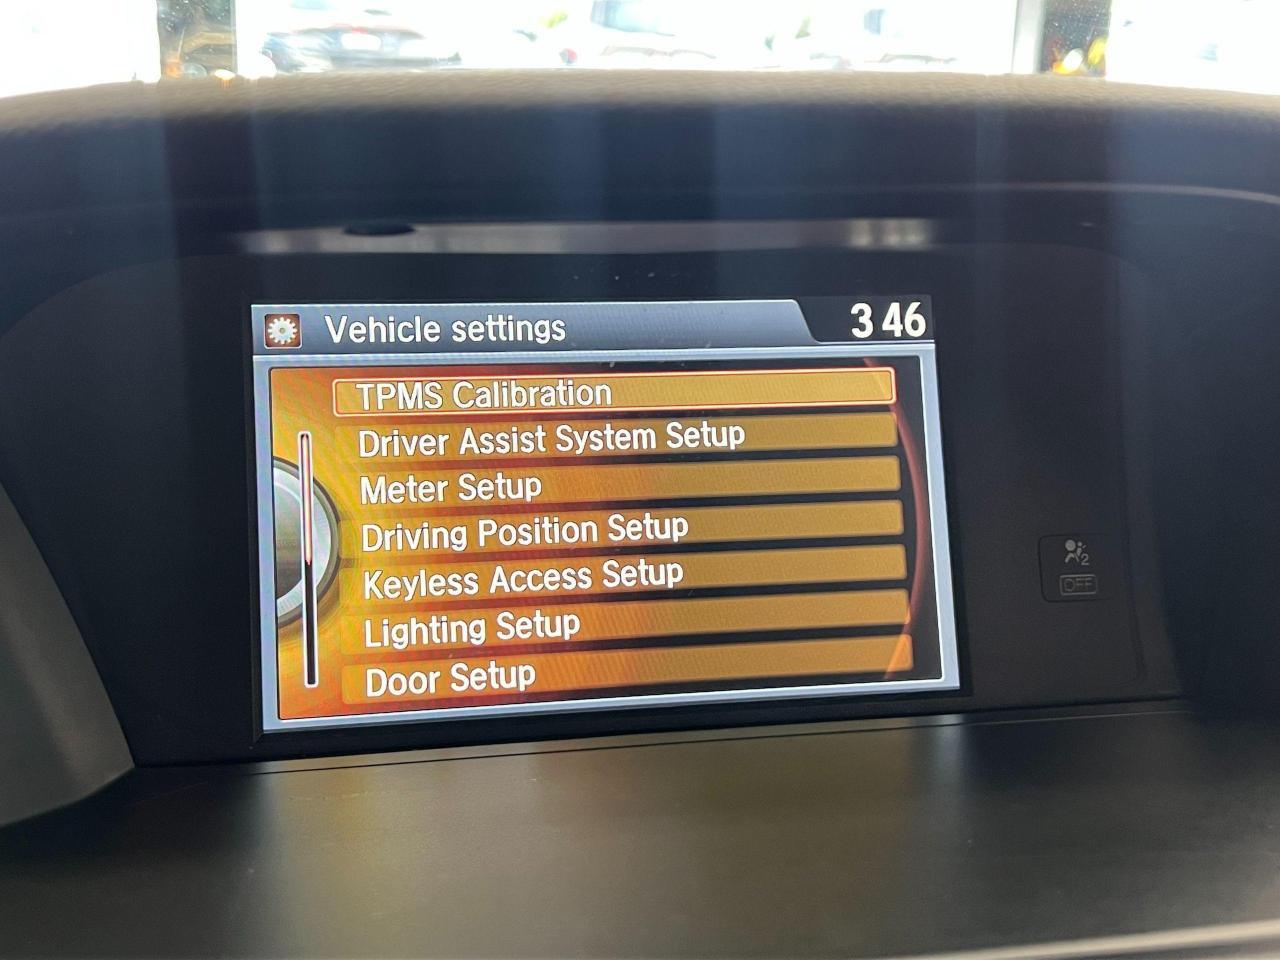 Vehicle settings
3 46
TPMS Calibration
Driver Assist System Setup
Meter Setup
Driving Position Setup
Keyless Access Setup
Lighting Setup
Door Setup
2
OFF